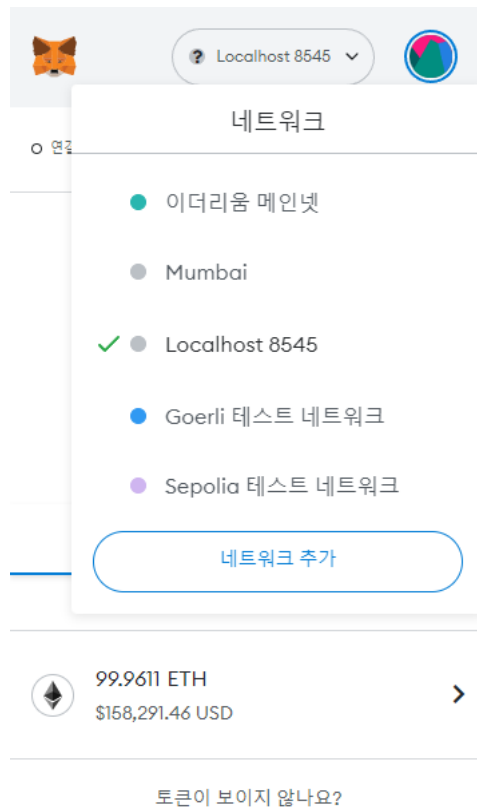 Localhost 8545
네트워크
이더리움 메인넷
Mumbai
Localhost 8545
Goerli 테스트 네트워크
Sepolia 테스트 네트워크
네트워크 추가
99.9611 ETH
$158,291.46 USD
토큰이 보이지 않나요?